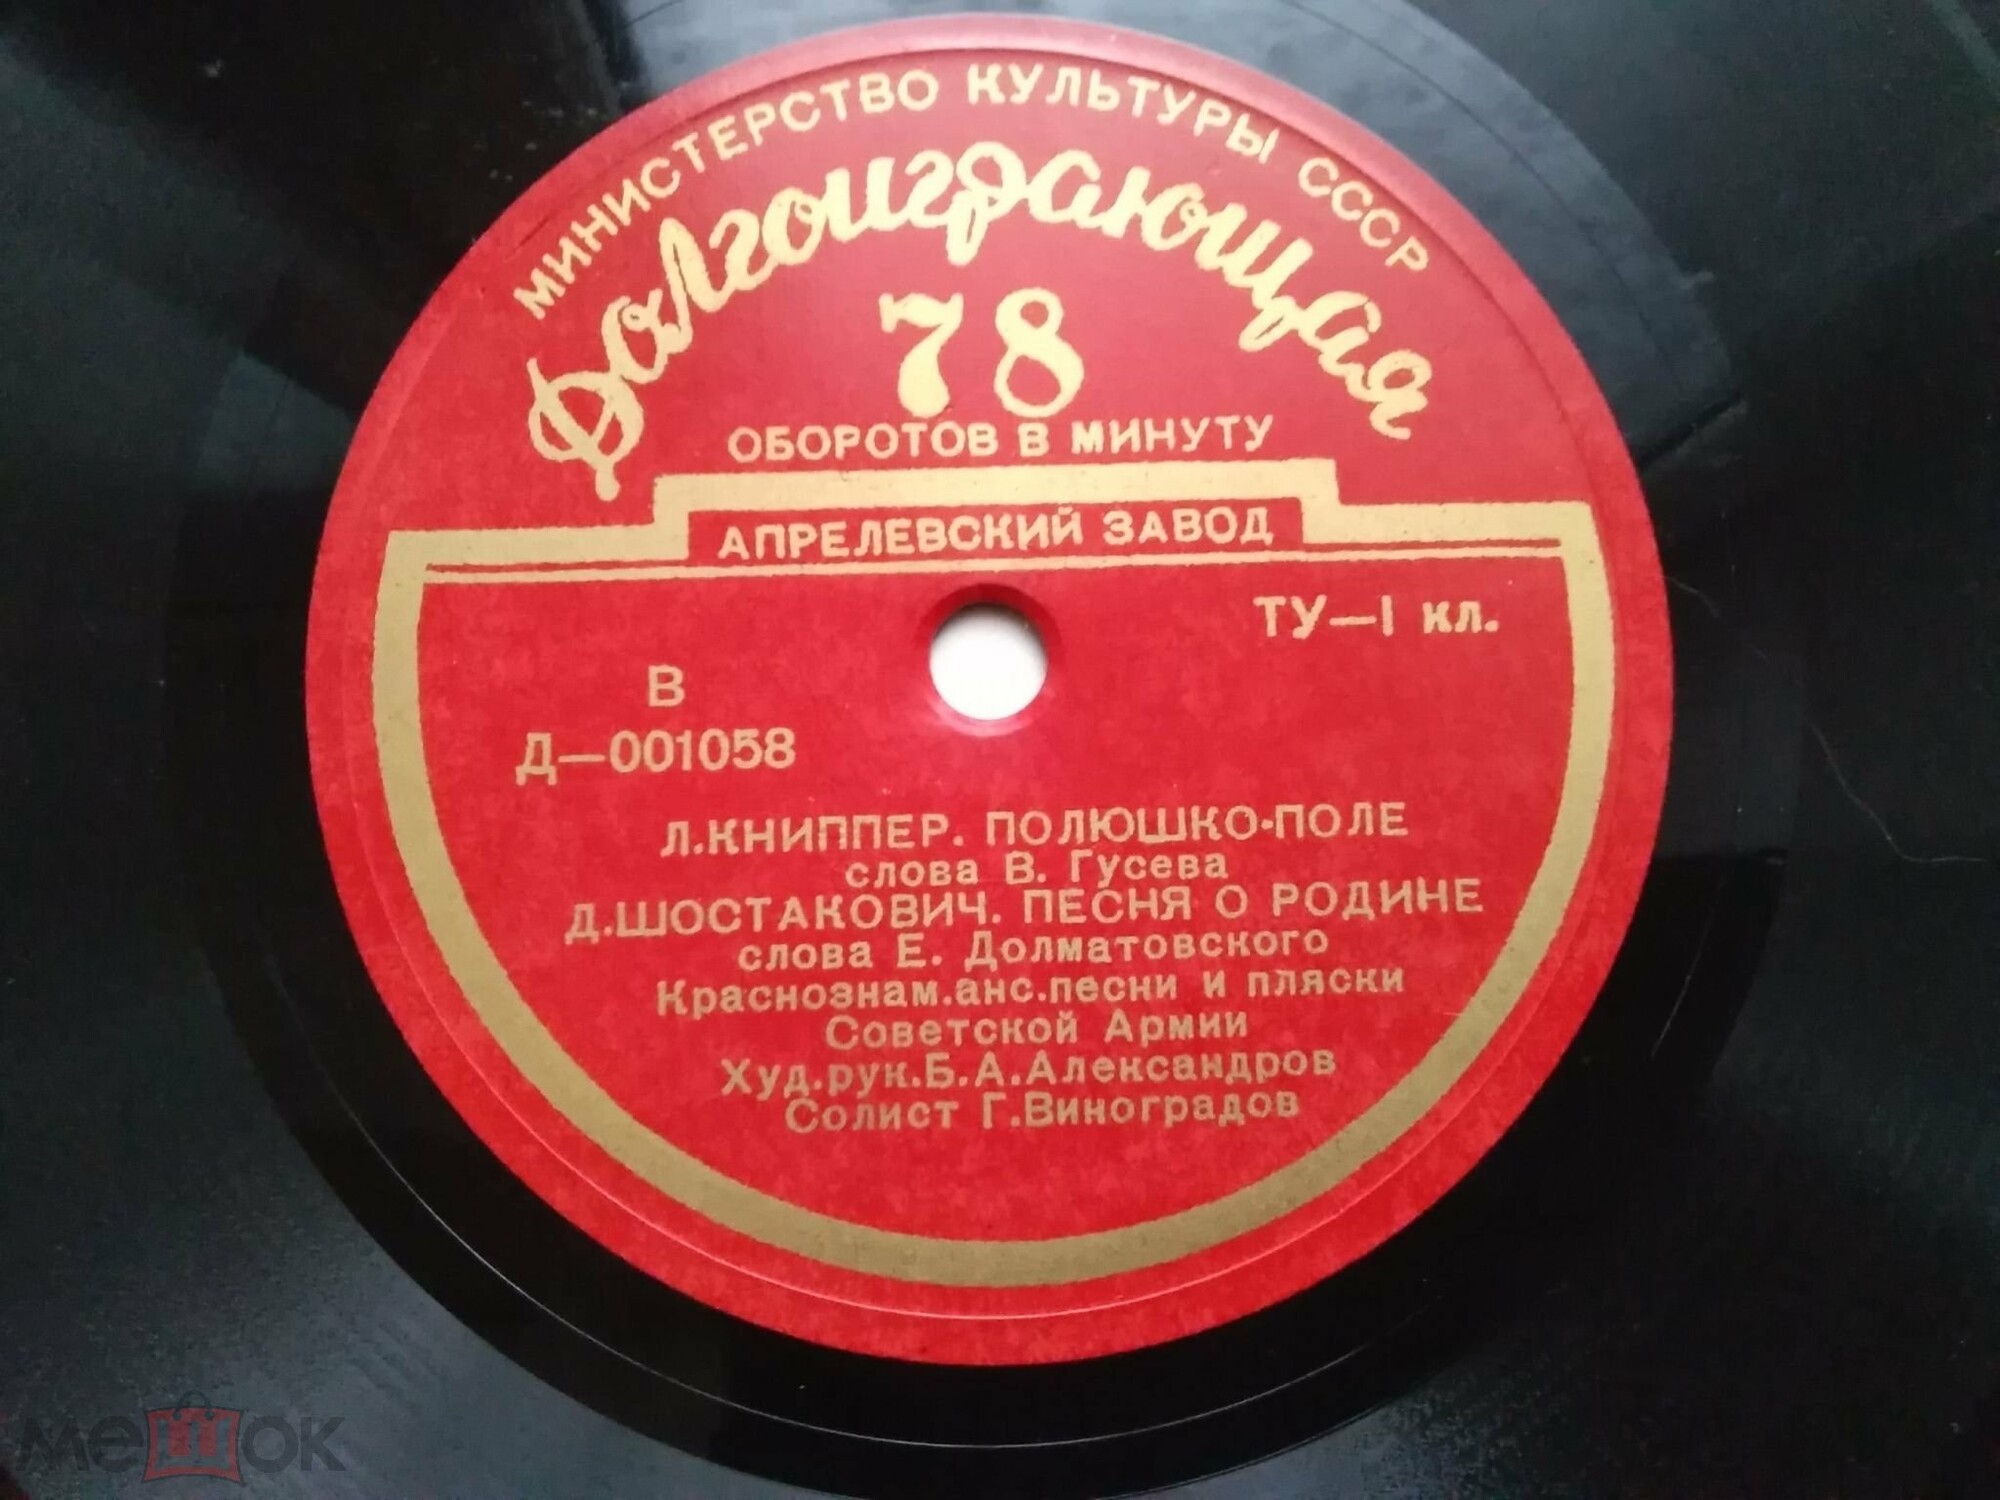 МИНИСТЕРСТВО КУЛЬТУРЫ СССР
Долгоиграющая
78
ОБОРОТОВ В МИНУТУ
АПРЕЛЕВСКИЙ ЗАВОД
ТУ—I кл.
В
Д—001058
Л.КНИППЕР. ПОЛЮШКО-ПОЛЕ
слова В. Гусева
Д.ШОСТАКОВИЧ. ПЕСНЯ О РОДИНЕ
слова Е. Долматовского
Краснознам.анс.песни и пляски
Советской Армии
Худ.рук.Б.А.Александров
Солист Г.Виноградов
мешок